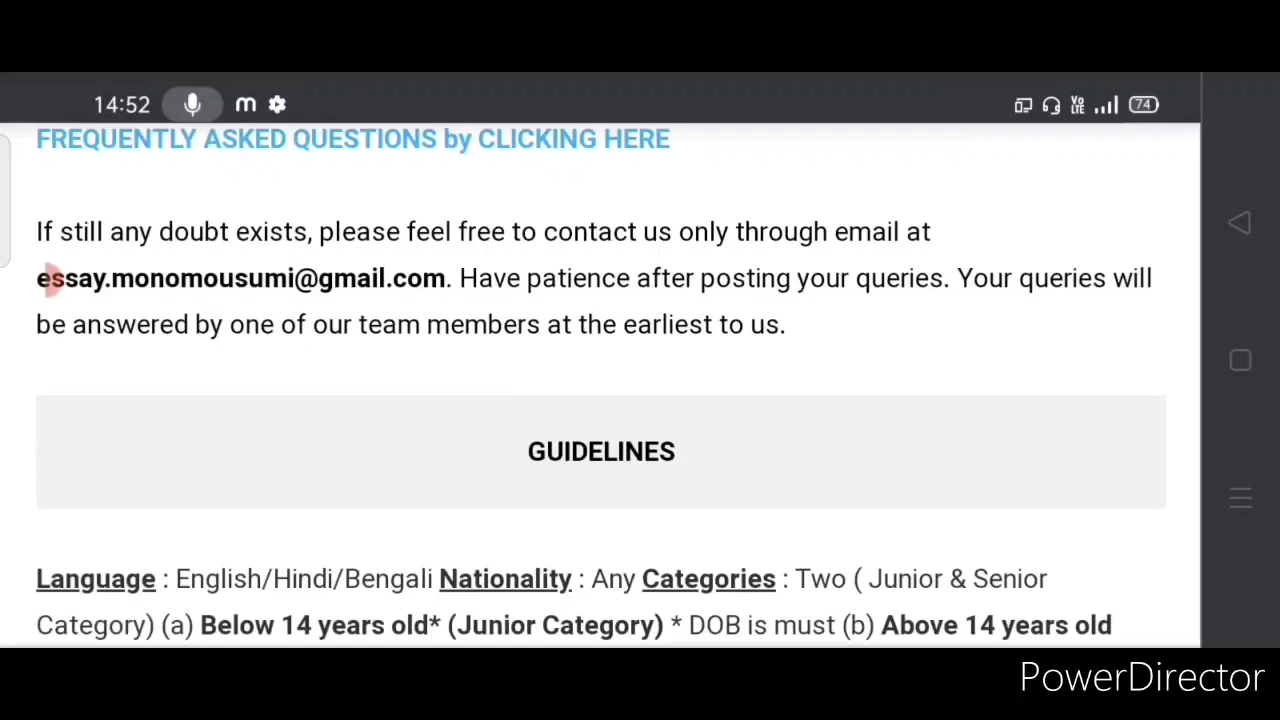 14:52 m Vo LTE 74
FREQUENTLY ASKED QUESTIONS by CLICKING HERE
If still any doubt exists, please feel free to contact us only through email at
essay.monomousumi@gmail.com. Have patience after posting your queries. Your queries will
be answered by one of our team members at the earliest to us.
GUIDELINES
Language : English/Hindi/Bengali Nationality : Any Categories : Two ( Junior & Senior
Category) (a) Below 14 years old* (Junior Category) * DOB is must (b) Above 14 years old
PowerDirector